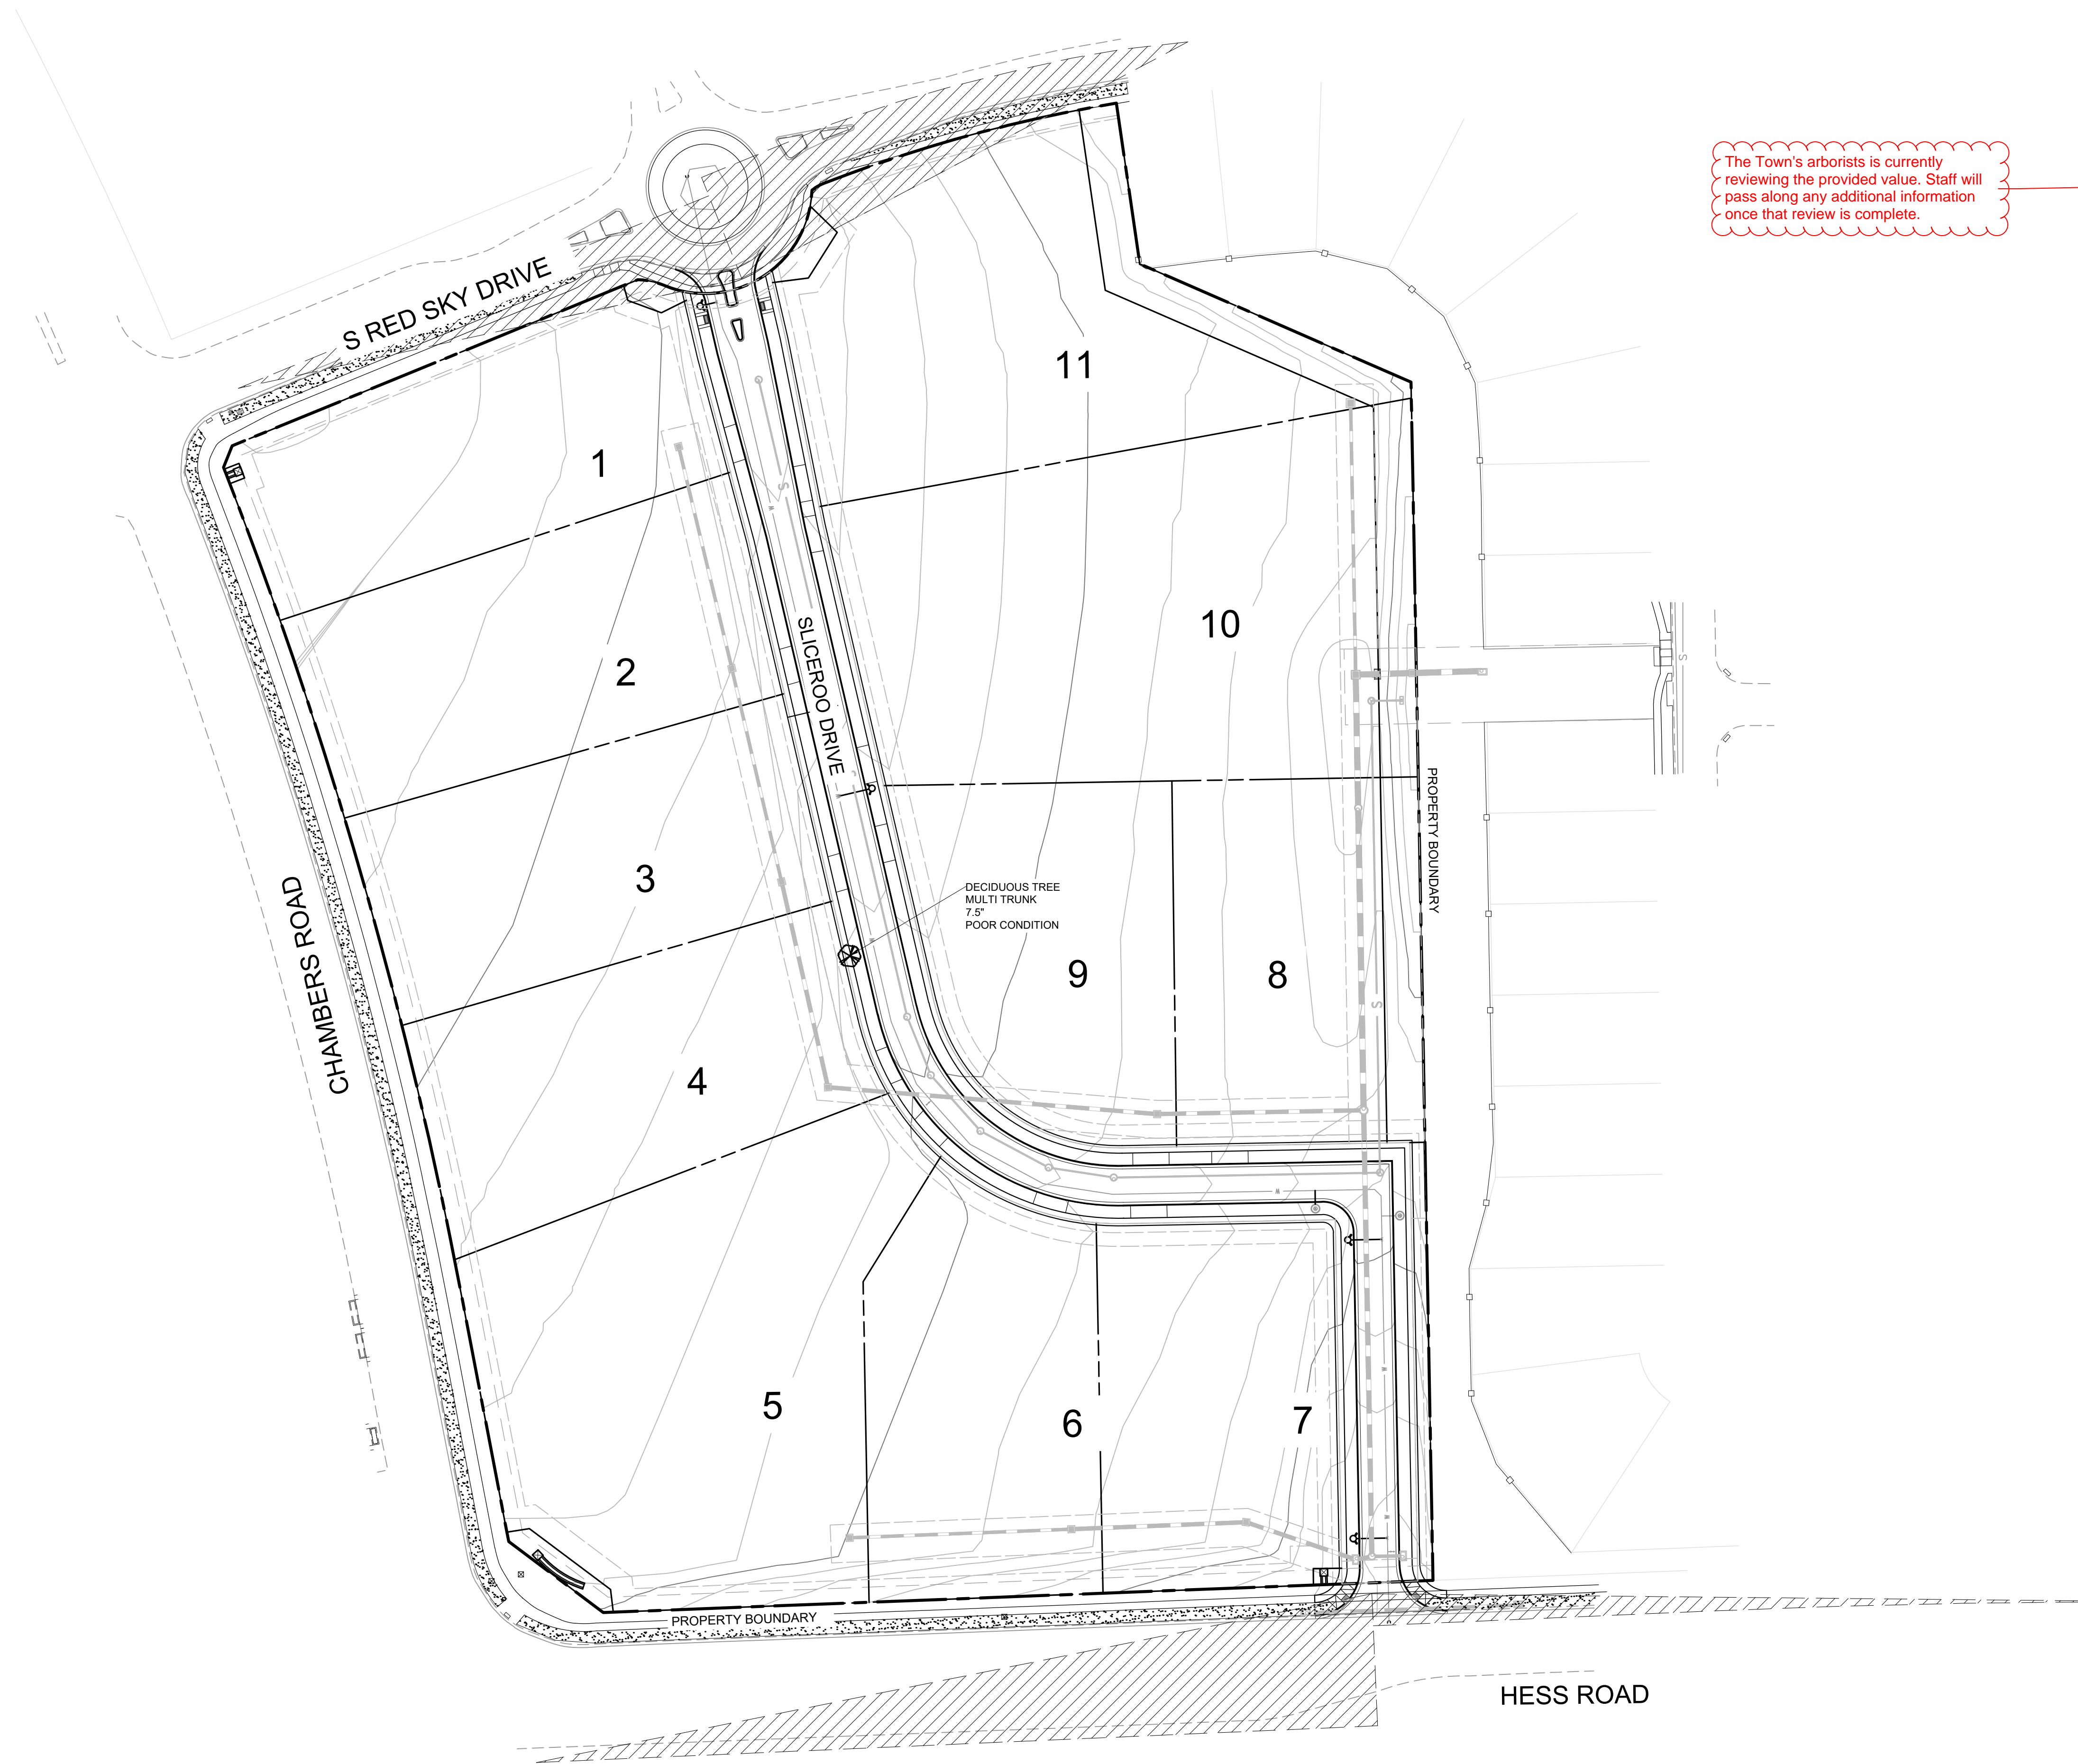 The Town's arborists is currently
reviewing the provided value. Staff will
pass along any additional information
once that review is complete.
S RED SKY DRIVE
11
1
S
W
10
SLICEROO DRIVE
2
S
PROPERTY BOUNDARY
S
3
DECIDUOUS TREE
MULTI TRUNK
7.5"
POOR CONDITION
CHAMBERS ROAD
W
9
8
S
4
W
W
5
6
7
W
PROPERTY BOUNDARY
HESS ROAD